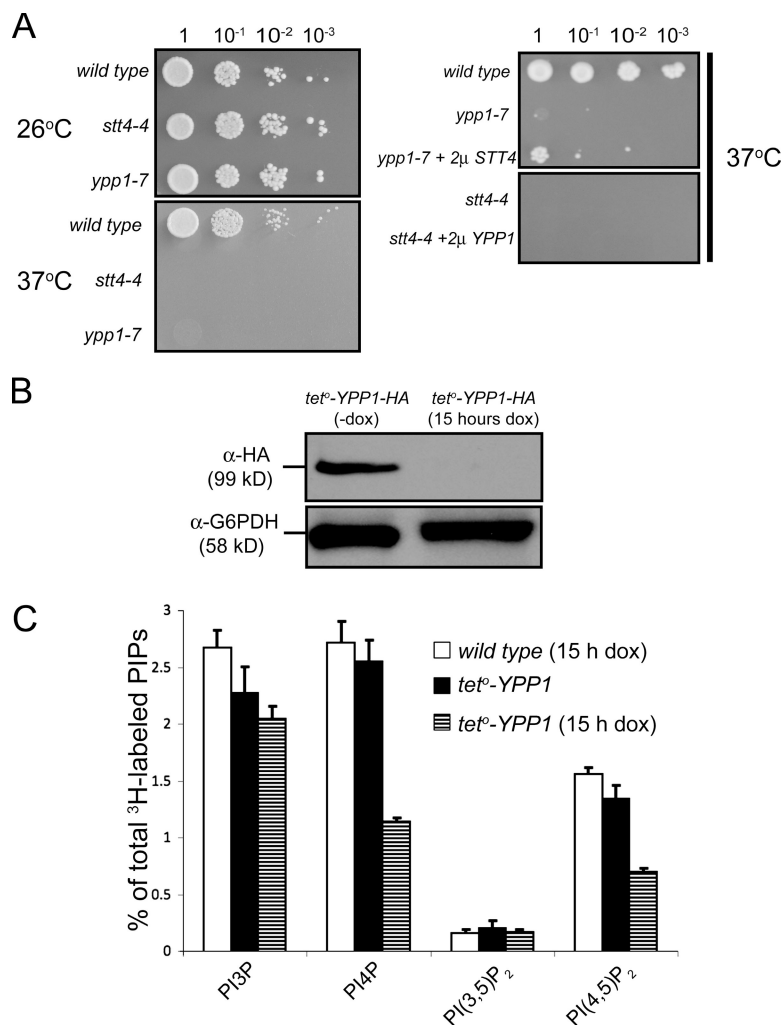 A
1 10⁻¹ 10⁻² 10⁻³
wild type
26°C stt4-4
ypp1-7
wild type
37°C stt4-4
ypp1-7
1 10⁻¹ 10⁻² 10⁻³
wild type
ypp1-7
ypp1-7 + 2μ STT4
stt4-4
stt4-4 +2μ YPP1
37°C
B
tetᵒ-YPP1-HA
(-dox)
tetᵒ-YPP1-HA
(15 hours dox)
α-HA
(99 kD)
α-G6PDH
(58 kD)
C
% of total ³H-labeled PIPs
3
2.5
2
1.5
1
0.5
0
wild type (15 h dox)
tetᵒ-YPP1
tetᵒ-YPP1 (15 h dox)
PI3P
PI4P
PI(3,5)P₂
PI(4,5)P₂